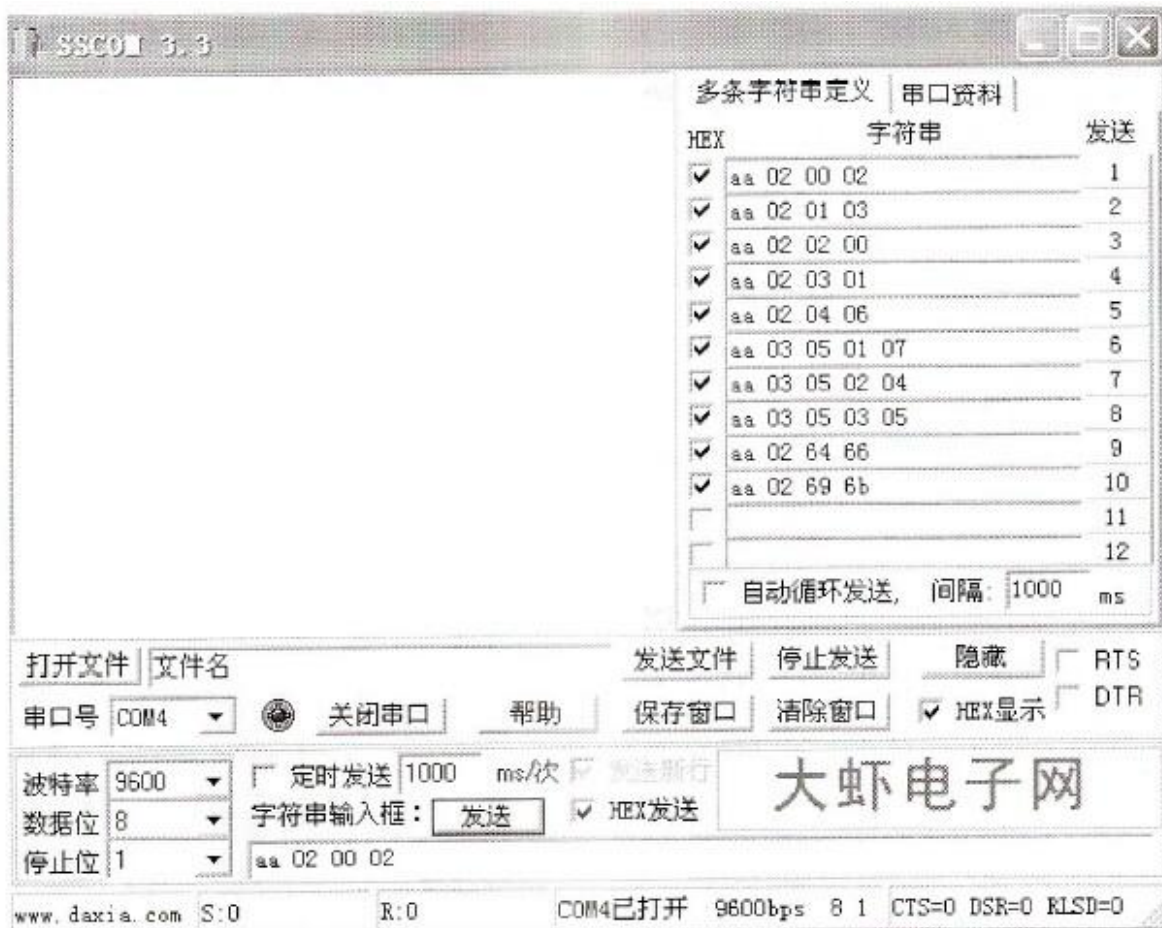 SSCOM 3.3
多条字符串定义 串口资料
HEX 字符串 发送
aa 02 00 02 1
aa 02 01 03 2
aa 02 02 00 3
aa 02 03 01 4
aa 02 04 06 5
aa 03 05 01 07 6
aa 03 05 02 04 7
aa 03 05 03 05 8
aa 02 64 66 9
aa 02 69 6b 10
11
12
自动循环发送, 间隔: 1000 ms
打开文件 文件名 发送文件 停止发送 隐藏 RTS
串口号 COM4 关闭串口 帮助 保存窗口 清除窗口 HEX显示 DTR
波特率 9600 定时发送 1000 ms/次 发送新行 大虾电子网
数据位 8 字符串输入框: 发送 HEX发送
停止位 1 aa 02 00 02
www.daxia.com S:0 R:0 COM4已打开 9600bps 8 1 CTS=0 DSR=0 RLSD=0